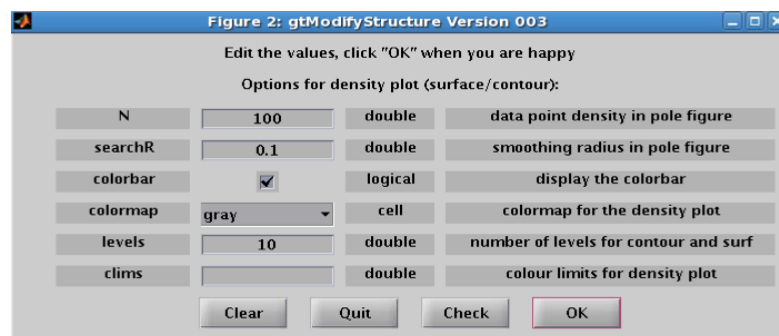 Figure 2: gtModifyStructure Version 003
Edit the values, click "OK" when you are happy
Options for density plot (surface/contour):
N 100 double data point density in pole figure
searchR 0.1 double smoothing radius in pole figure
colorbar logical display the colorbar
colormap gray cell colormap for the density plot
levels 10 double number of levels for contour and surf
clims double colour limits for density plot
Clear Quit Check OK